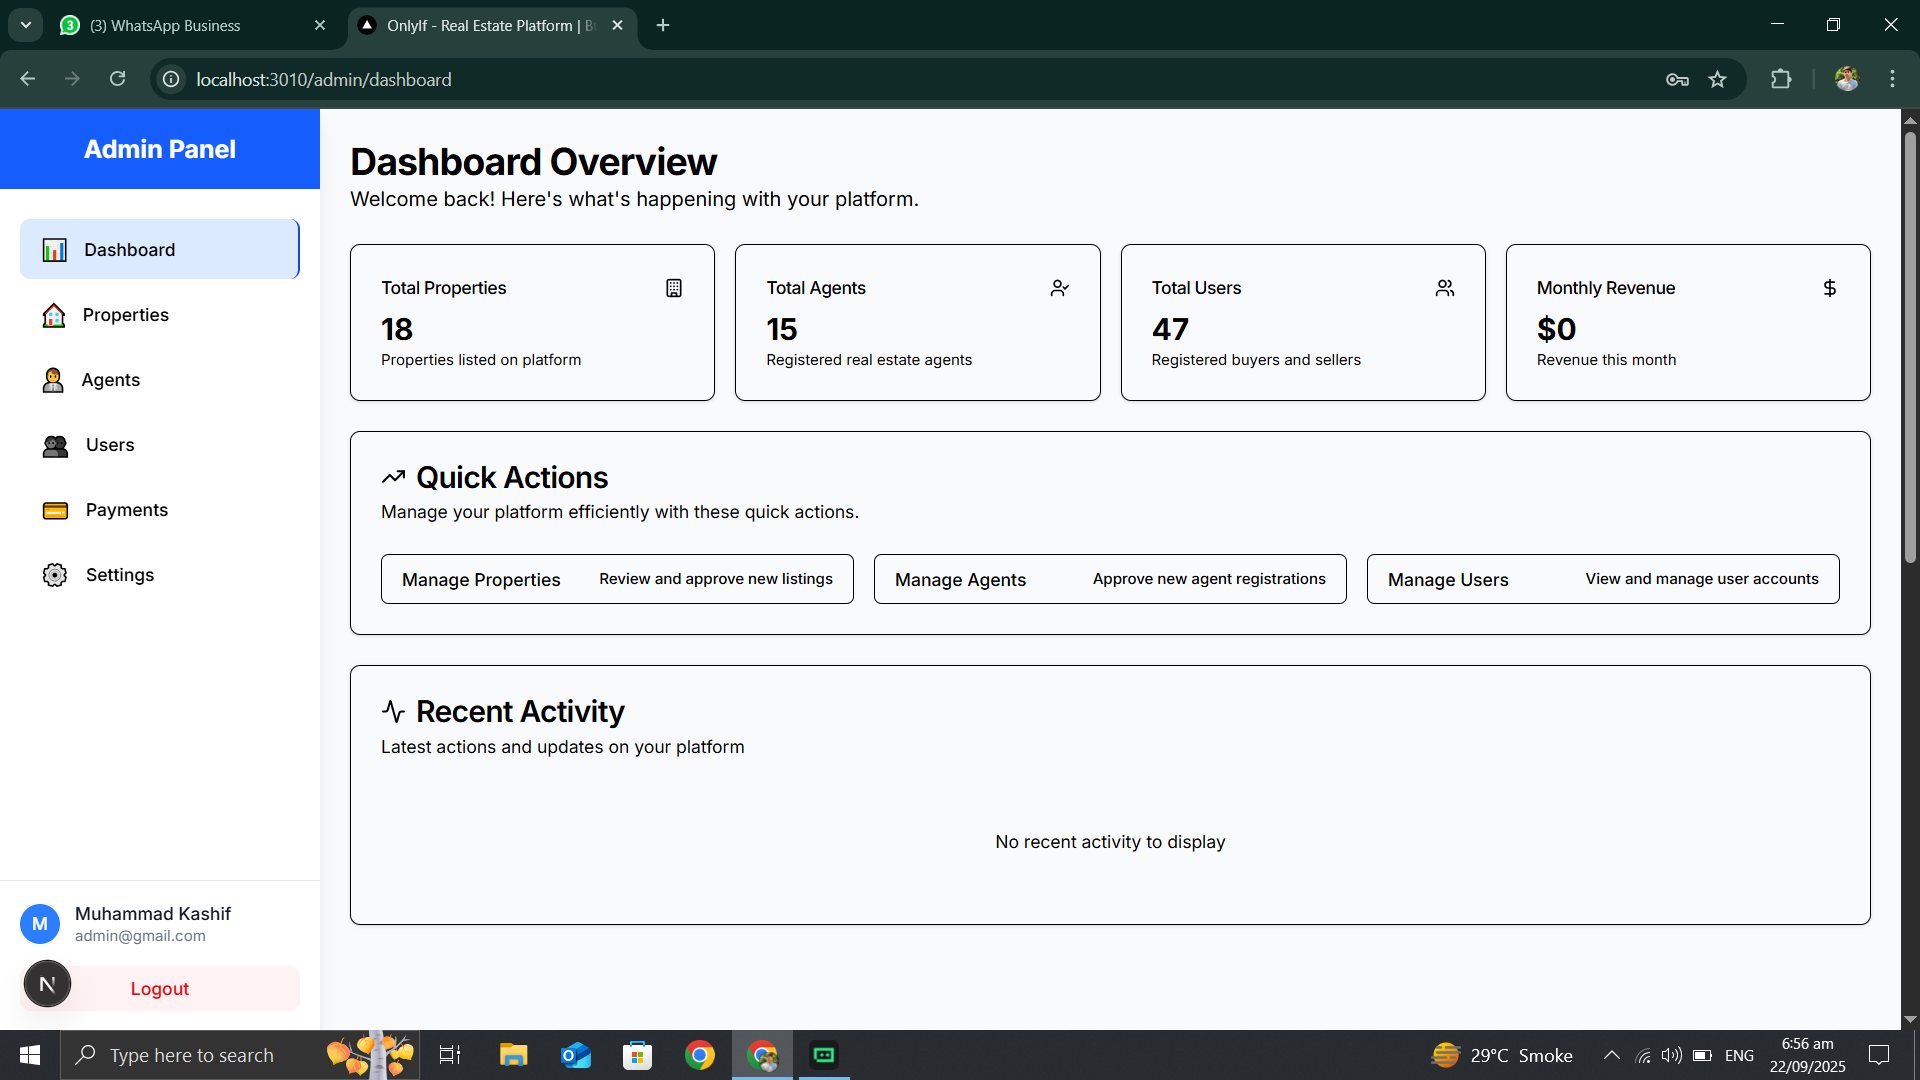 (3) WhatsApp Business
OnlyIf - Real Estate Platform |
localhost:3010/admin/dashboard
Admin Panel
Dashboard
Properties
Agents
Users
Payments
Settings
Muhammad Kashif
admin@gmail.com
N
Logout
M
Dashboard Overview
Welcome back! Here's what's happening with your platform.
Total Properties
18
Properties listed on platform
Total Agents
15
Registered real estate agents
Total Users
47
Registered buyers and sellers
Monthly Revenue
$0
Revenue this month
Quick Actions
Manage your platform efficiently with these quick actions.
Manage Properties Review and approve new listings
Manage Agents Approve new agent registrations
Manage Users View and manage user accounts
Recent Activity
Latest actions and updates on your platform
No recent activity to display
Type here to search
29°C Smoke
ENG
6:56 am
22/09/2025